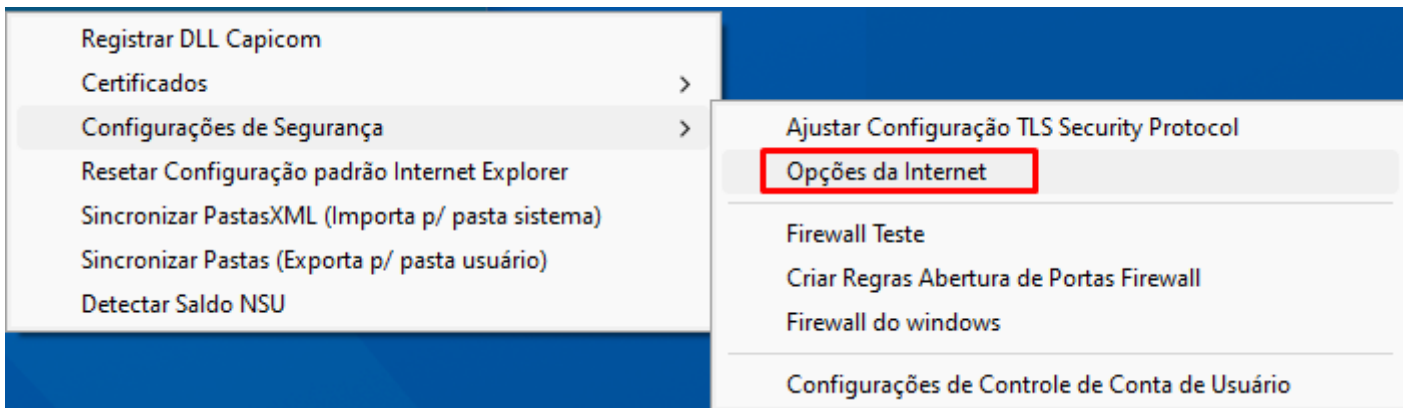 Registrar DLL Capicom
Certificados
Configurações de Segurança
Resetar Configuração padrão Internet Explorer
Sincronizar PastasXML (Importa p/ pasta sistema)
Sincronizar Pastas (Exporta p/ pasta usuário)
Detectar Saldo NSU
Ajustar Configuração TLS Security Protocol
Opções da Internet
Firewall Teste
Criar Regras Abertura de Portas Firewall
Firewall do windows
Configurações de Controle de Conta de Usuário